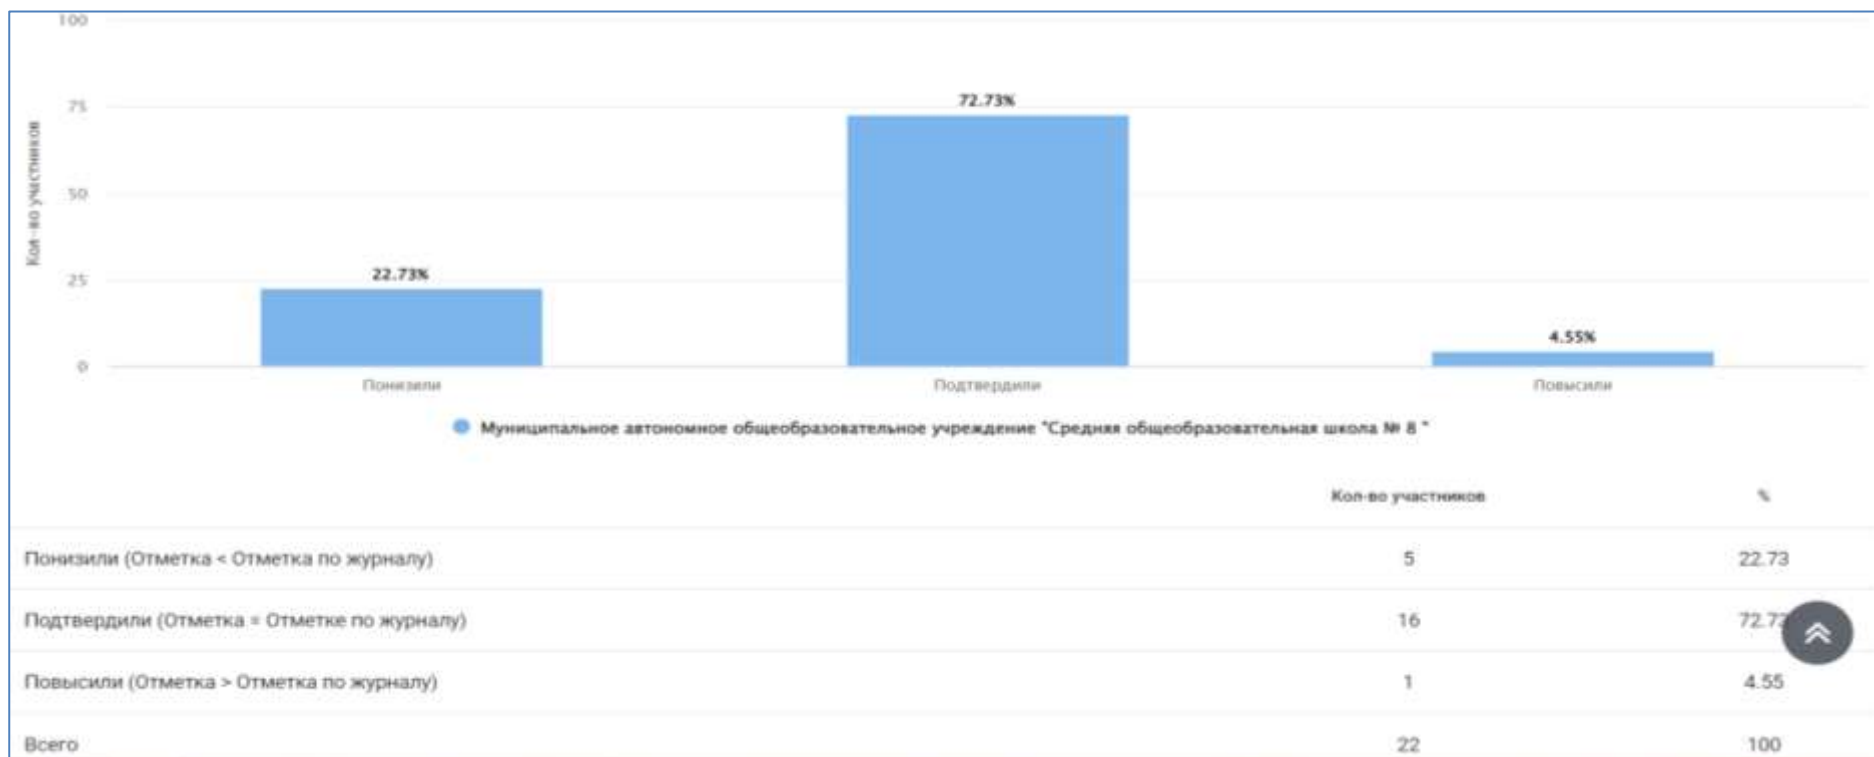 100
75
50
25
0
Кол-во участников
22.73%
72.73%
4.55%
Понизили
Подтвердили
Повысили
Муниципальное автономное общеобразовательное учреждение "Средняя общеобразовательная школа № 8 "
Кол-во участников %
Понизили (Отметка < Отметка по журналу) 5 22.73
Подтвердили (Отметка = Отметке по журналу) 16 72.73
Повысили (Отметка > Отметка по журналу) 1 4.55
Всего 22 100